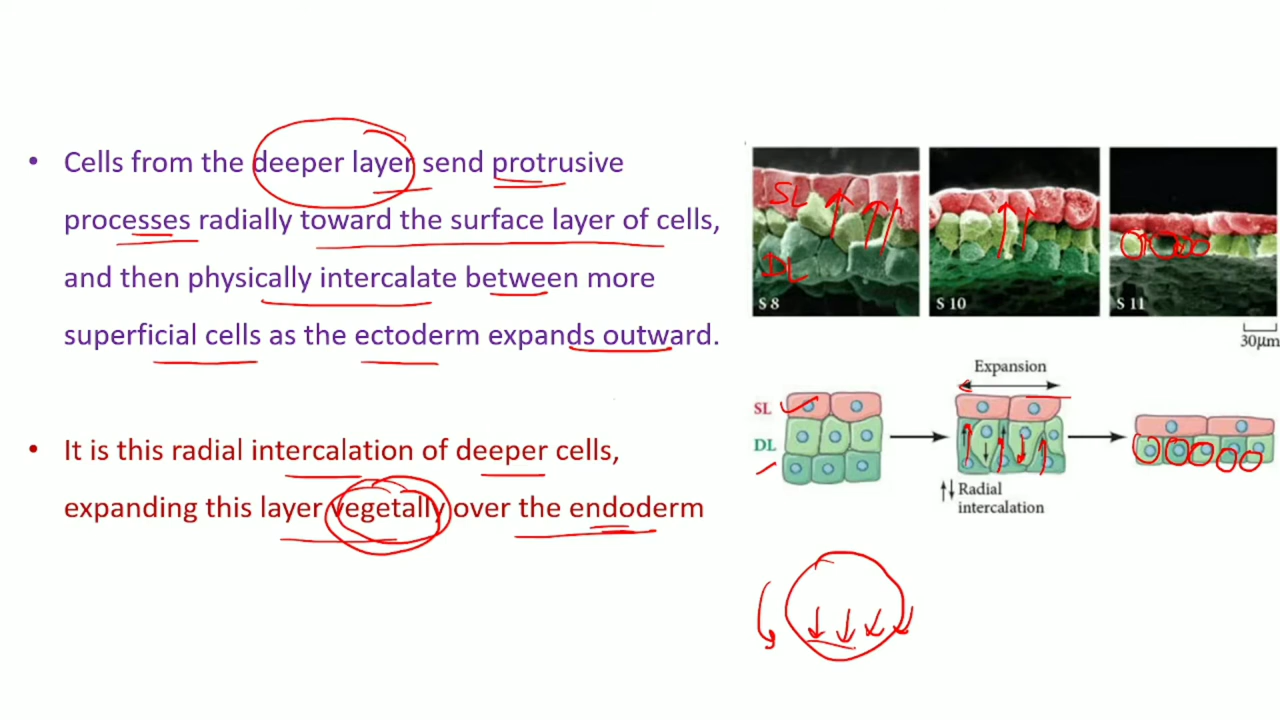 • Cells from the deeper layer send protrusive
processes radially toward the surface layer of cells,
and then physically intercalate between more
superficial cells as the ectoderm expands outward.
• It is this radial intercalation of deeper cells,
expanding this layer vegetally over the endoderm
SL
DL
S 8
S 10
S 11
30μm
Expansion
SL
DL
Radial
intercalation